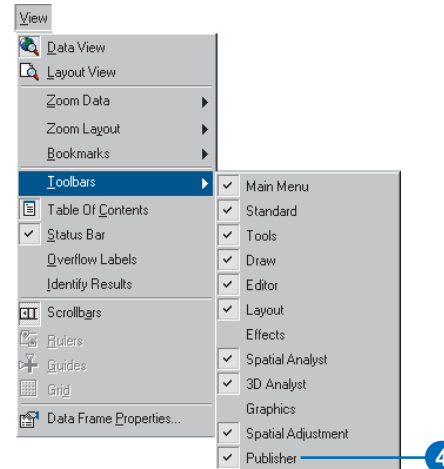 View
Data View
Layout View
Zoom Data
Zoom Layout
Bookmarks
Toolbars
Table Of Contents
Status Bar
Overflow Labels
Identify Results
Scrollbars
Rulers
Guides
Grid
Data Frame Properties...
Main Menu
Standard
Tools
Draw
Editor
Layout
Effects
Spatial Analyst
3D Analyst
Graphics
Spatial Adjustment
Publisher
4